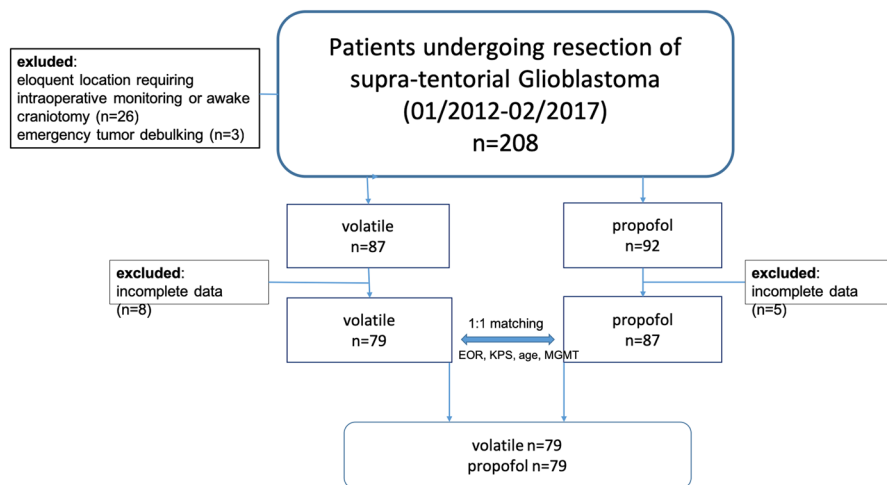 Patients undergoing resection of
supra-tentorial Glioblastoma
(01/2012-02/2017)
n=208
exluded:
eloquent location requiring
intraoperative monitoring or awake
craniotomy (n=26)
emergency tumor debulking (n=3)
volatile
n=87
propofol
n=92
excluded:
incomplete data
(n=8)
excluded:
incomplete data
(n=5)
volatile
n=79
1:1 matching
EOR, KPS, age, MGMT
propofol
n=87
volatile n=79
propofol n=79